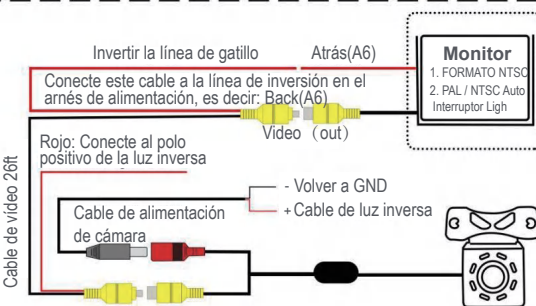 Invertir la línea de gatillo
Atrás(A6)
Conecte este cable a la línea de inversión en el
arnés de alimentación, es decir: Back(A6)
Monitor
1. FORMATO NTSC
2. PAL / NTSC Auto
Interruptor Ligh
Video (out)
Rojo: Conecte al polo
positivo de la luz inversa
Cable de vídeo 26ft
- Volver a GND
+Cable de luz inversa
Cable de alimentación
de cámara